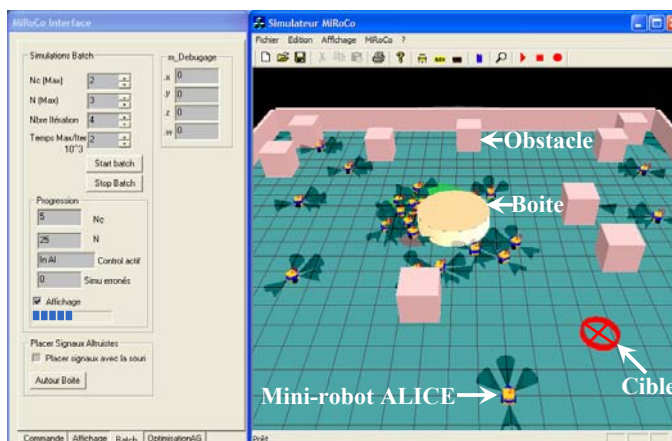 MiRoCo Interface
Simulations Batch
Nc (Max)
2
N (Max)
3
Nbre Itération
4
Temps Max/Iter
2
10^3
Start batch
Stop Batch
Progression
5
Nc
25
N
In Al
Control actif
0
Simu erronés
Affichage
Placer Signaux Altruistes
Placer signaux avec la souri
Autour Boite
Commande
Affichage
Batch
OptimisationAG
m_Debugage
.x
0
.y
0
.z
0
.w
0
Simulateur MiRoCo
Fichier Edition Affichage MiRoCo ?
Obstacle
Boite
Cible
Mini-robot ALICE
Prêt